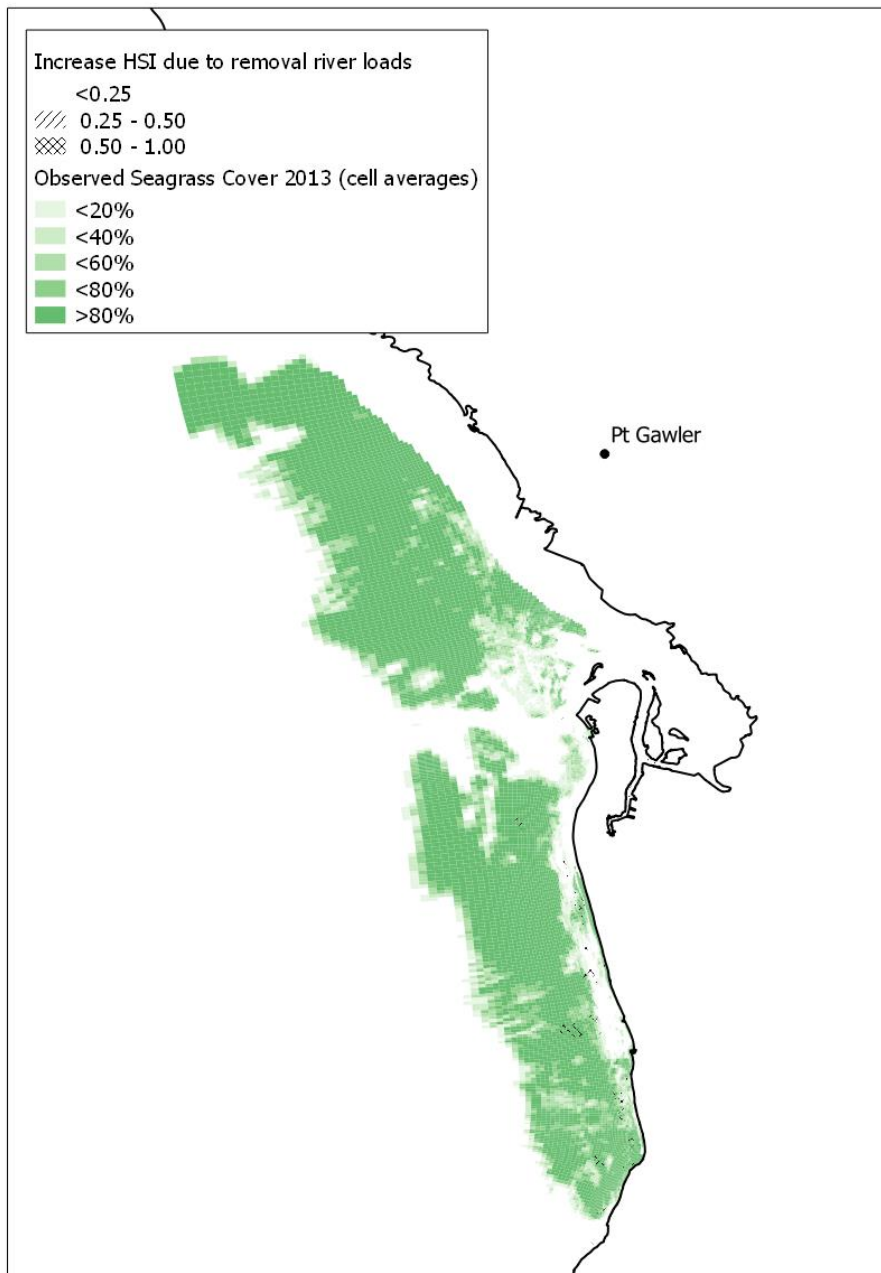 Increase HSI due to removal river loads
<0.25
0.25 - 0.50
0.50 - 1.00
Observed Seagrass Cover 2013 (cell averages)
<20%
<40%
<60%
<80%
>80%
Pt Gawler